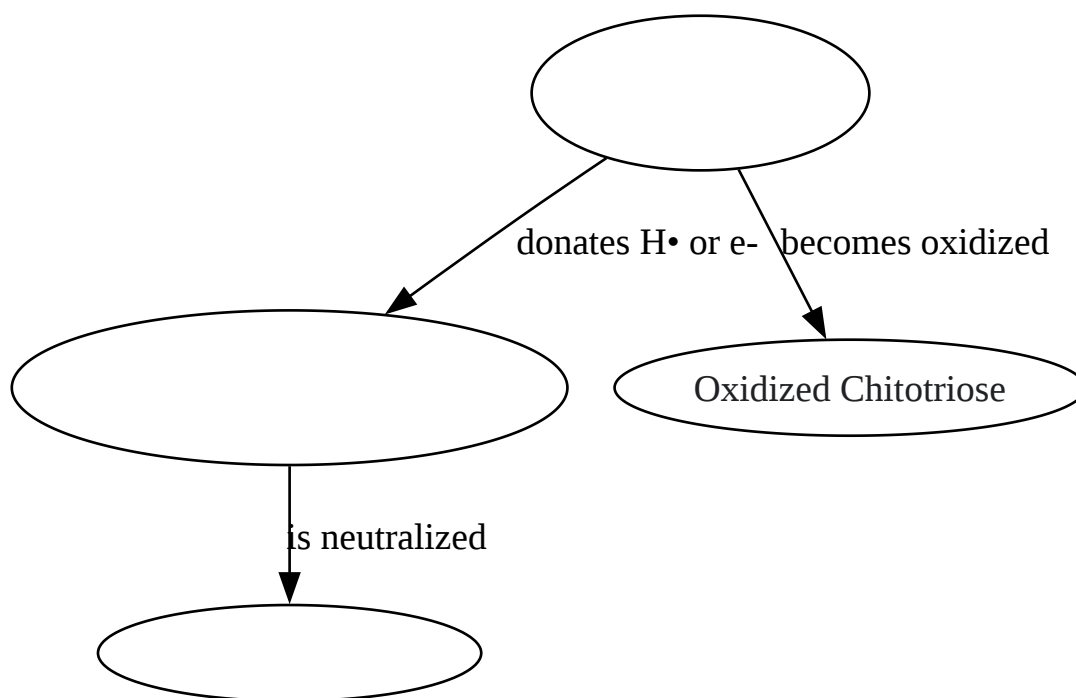 donates H• or e-
becomes oxidized
Oxidized Chitotriose
is neutralized